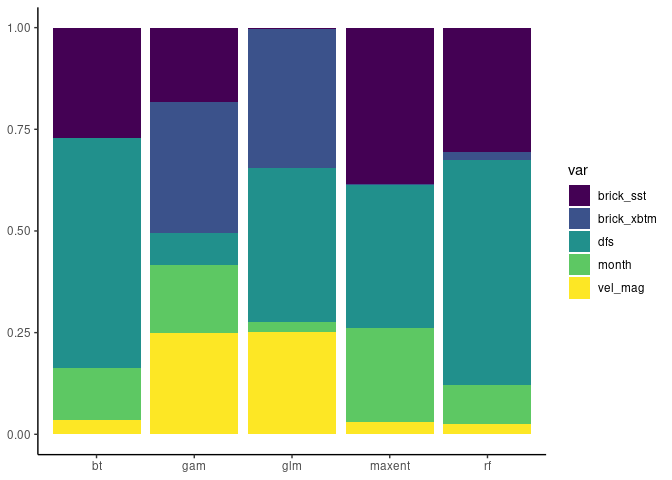 1.00
0.75
0.50
0.25
0.00
bt gam glm maxent rf
var
brick_sst
brick_xbtm
dfs
month
vel_mag